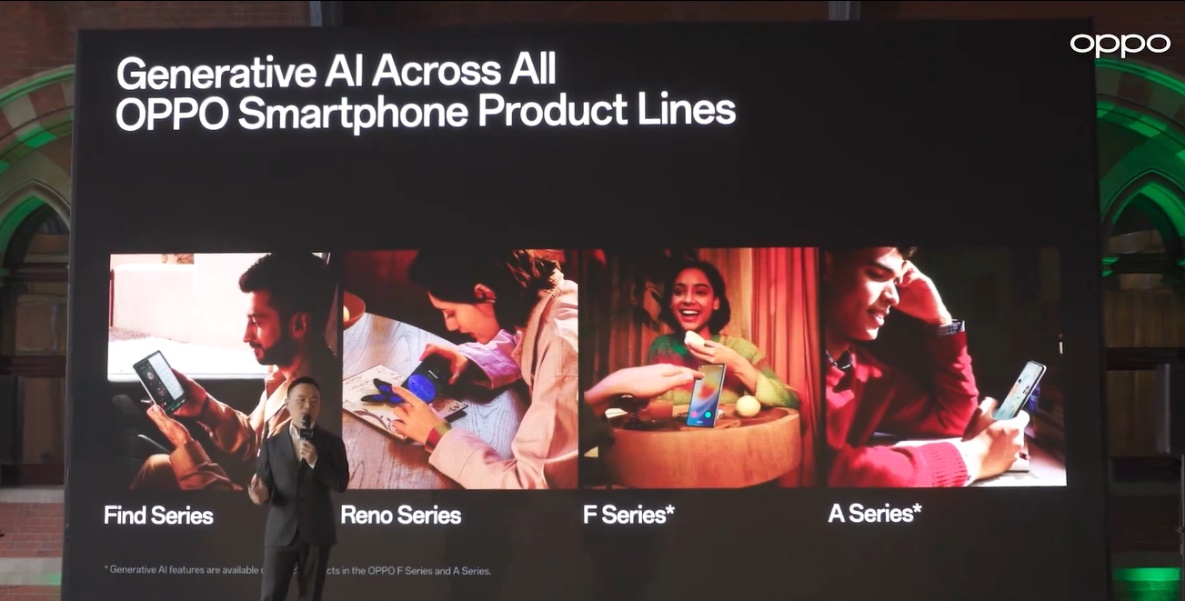 oppo
Generative AI Across All
OPPO Smartphone Product Lines
Find Series
Reno Series
F Series*
A Series*
* Generative AI features are available cts in the OPPO F Series and A Series.